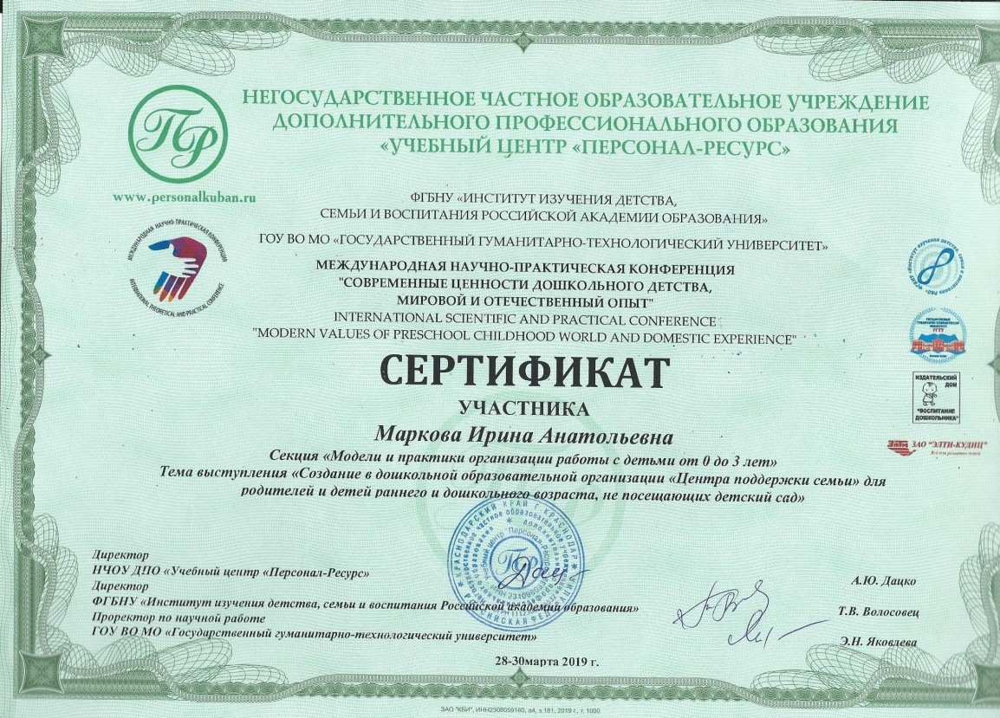 НЕГОСУДАРСТВЕННОЕ ЧАСТНОЕ ОБРАЗОВАТЕЛЬНОЕ УЧРЕЖДЕНИЕ
ДОПОЛНИТЕЛЬНОГО ПРОФЕССИОНАЛЬНОГО ОБРАЗОВАНИЯ
«УЧЕБНЫЙ ЦЕНТР «ПЕРСОНАЛ-РЕСУРС»
ПР
www.personalkuban.ru
ФГБНУ «ИНСТИТУТ ИЗУЧЕНИЯ ДЕТСТВА,
СЕМЬИ И ВОСПИТАНИЯ РОССИЙСКОЙ АКАДЕМИИ ОБРАЗОВАНИЯ»
ГОУ ВО МО «ГОСУДАРСТВЕННЫЙ ГУМАНИТАРНО-ТЕХНОЛОГИЧЕСКИЙ УНИВЕРСИТЕТ»
МЕЖДУНАРОДНАЯ НАУЧНО-ПРАКТИЧЕСКАЯ КОНФЕРЕНЦИЯ
INTERNATIONAL THEORETICAL AND PRACTICAL CONFERENCE
МЕЖДУНАРОДНАЯ НАУЧНО-ПРАКТИЧЕСКАЯ КОНФЕРЕНЦИЯ
"СОВРЕМЕННЫЕ ЦЕННОСТИ ДОШКОЛЬНОГО ДЕТСТВА,
МИРОВОЙ И ОТЕЧЕСТВЕННЫЙ ОПЫТ"
INTERNATIONAL SCIENTIFIC AND PRACTICAL CONFERENCE
"MODERN VALUES OF PRESCHOOL CHILDHOOD WORLD AND DOMESTIC EXPERIENCE"
СЕРТИФИКАТ
УЧАСТНИКА
ИЗДАТЕЛЬСКИЙ
ДОМ
"ВОСПИТАНИЕ
ДОШКОЛЬНИКА"
Маркова Ирина Анатольевна
ЭЛТИ ЗАО "ЭЛТИ-КУДИЦ"
Секция «Модели и практики организации работы с детьми от 0 до 3 лет»
Тема выступления «Создание в дошкольной образовательной организации «Центра поддержки семьи» для
родителей и детей раннего и дошкольного возраста, не посещающих детский сад»
КРАСНОДАРСКИЙ КРАЙ Г. КРАСНОДАР
РОССИЙСКАЯ ФЕДЕРАЦИЯ
Директор
НЧОУ ДПО «Учебный центр «Персонал-Ресурс»
А.Ю. Дацко
Директор
ФГБНУ «Институт изучения детства, семьи и воспитания Российской академии образования»
Т.В. Волосовец
Проректор по научной работе
ГОУ ВО МО «Государственный гуманитарно-технологический университет»
Э.Н. Яковлева
28-30марта 2019 г.
ЗАО "КБИ", ИНН2308059160, а4, з.181, 2019 г., т. 1000